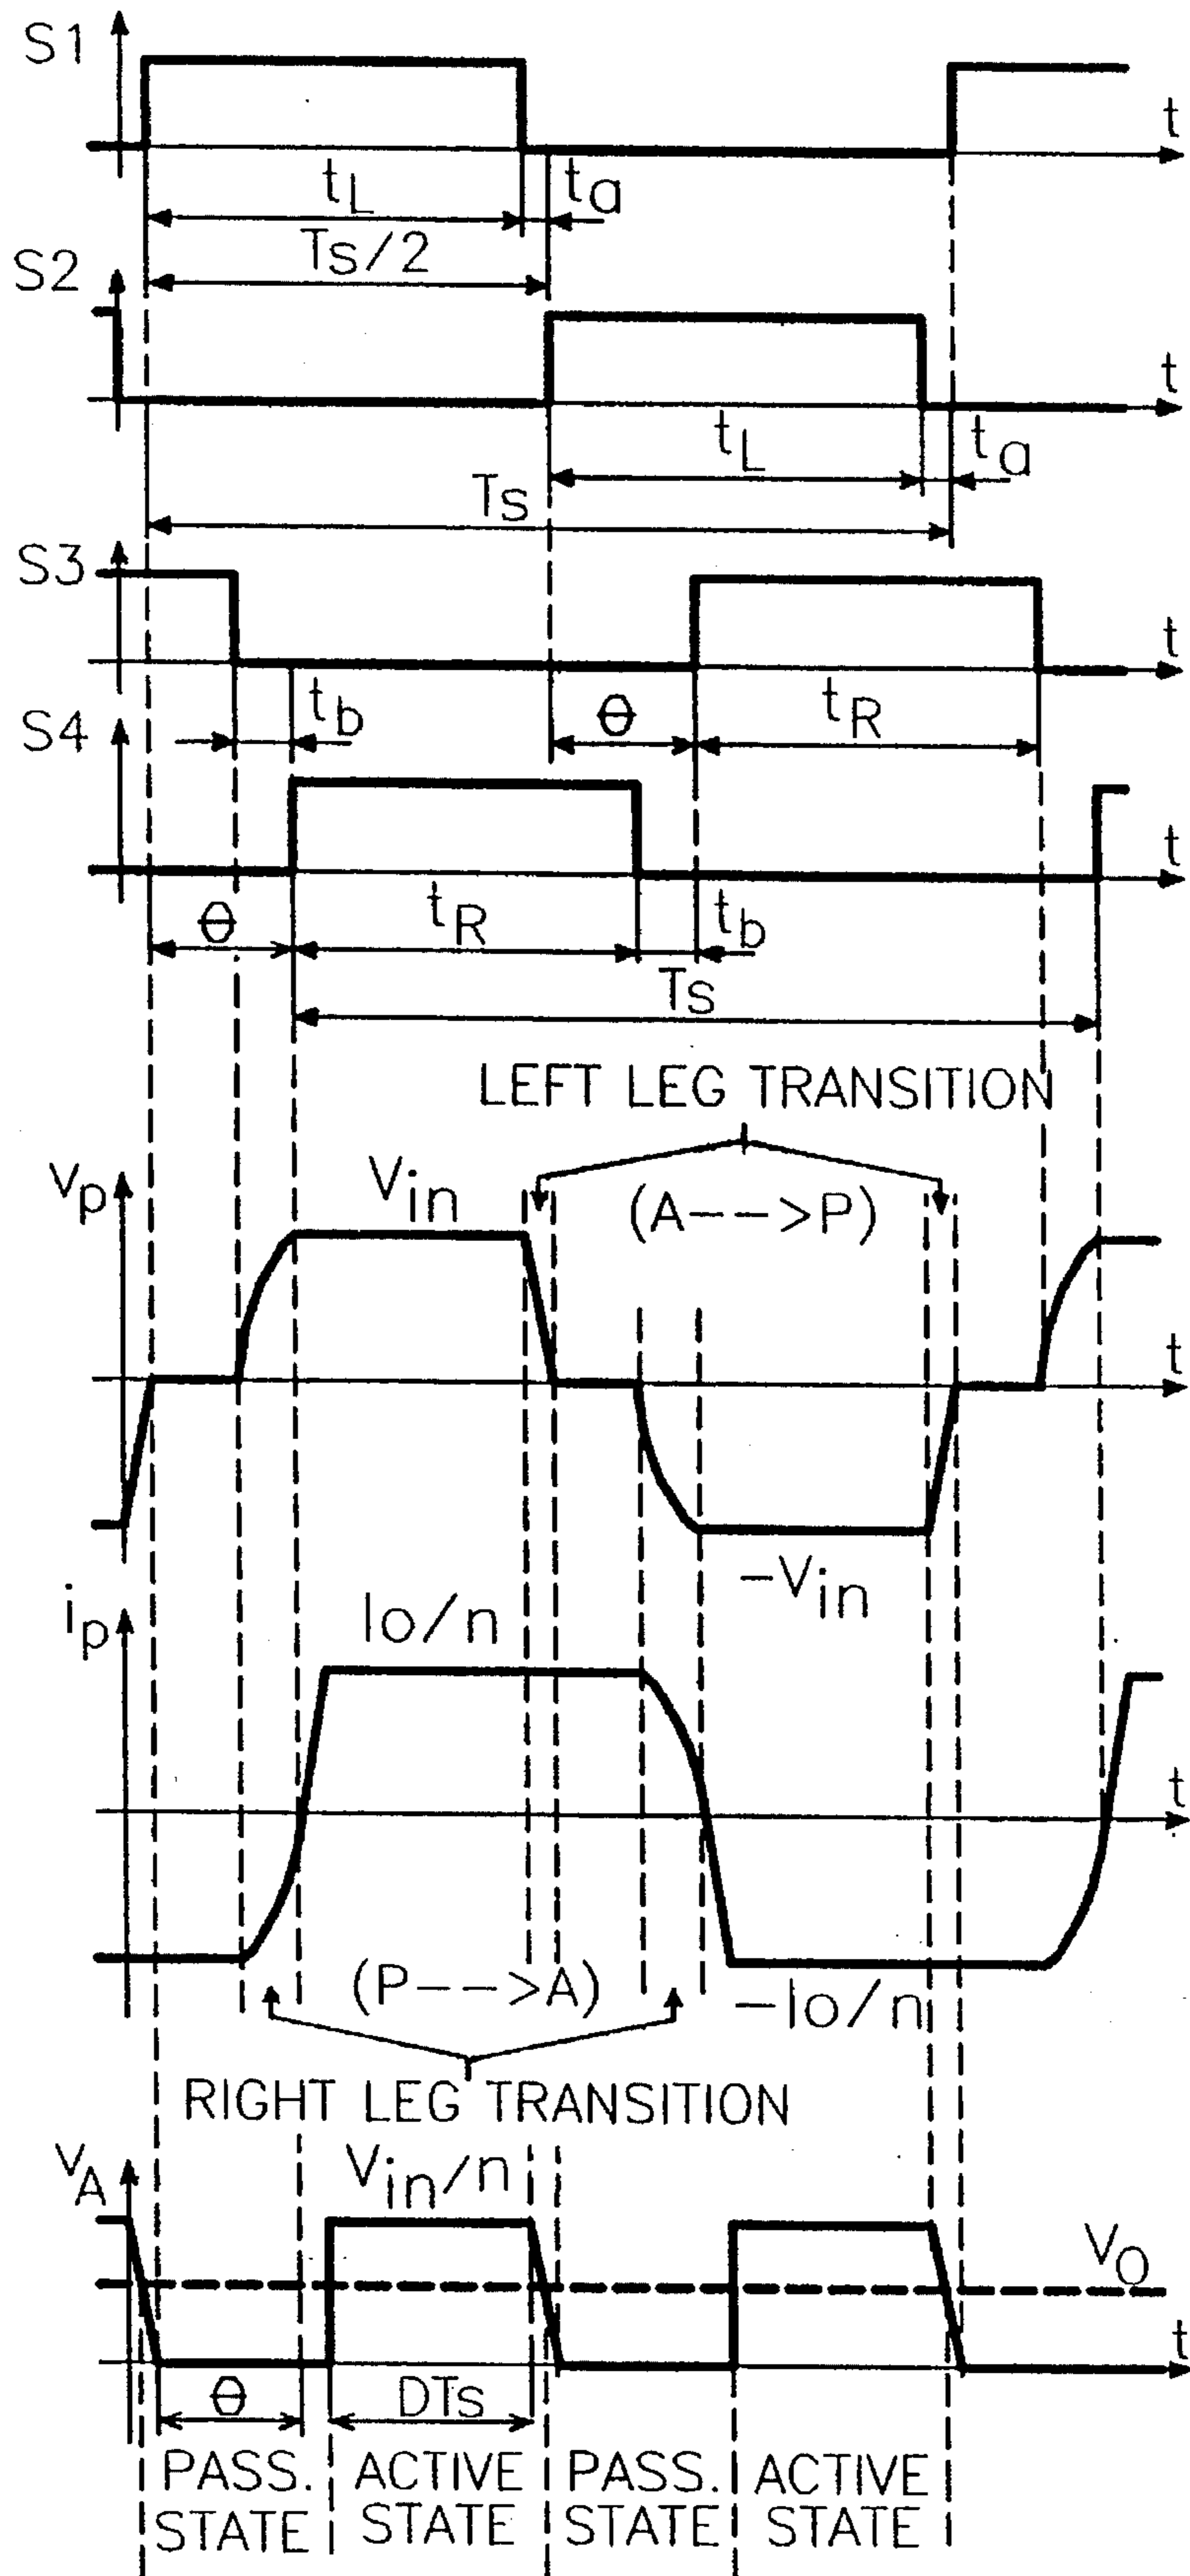 S1
t
tL
ta
Ts/2
S2
t
tL
ta
Ts
S3
t
tb
θ
tR
S4
t
θ
tR
tb
Ts
LEFT LEG TRANSITION
Vp
Vin
(A-->P)
t
-Vin
ip
Io/n
t
(P-->A)
-Io/n
RIGHT LEG TRANSITION
VA
Vin/n
Vo
t
θ
DTs
PASS. STATE
ACTIVE STATE
PASS. STATE
ACTIVE STATE